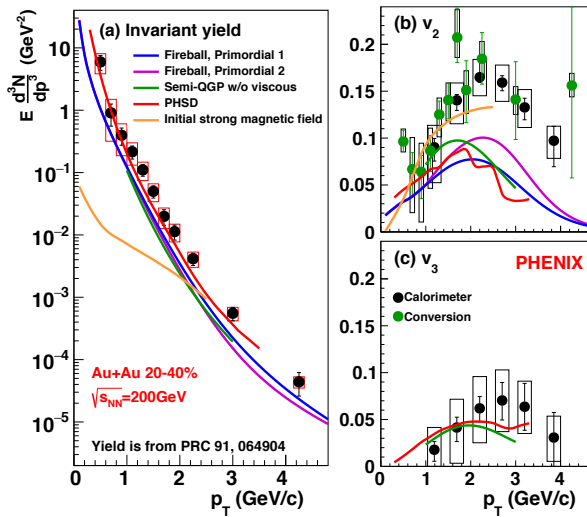 (a) Invariant yield
Fireball, Primordial 1
Fireball, Primordial 2
Semi-QGP w/o viscous
PHSD
Initial strong magnetic field
E d³N/dp³ (GeV⁻²)
10
1
10⁻¹
10⁻²
10⁻³
10⁻⁴
10⁻⁵
Au+Au 20-40%
√sNN=200GeV
Yield is from PRC 91, 064904
0 1 2 3 4
pT (GeV/c)
(b) v₂
0.2
0.15
0.1
0.05
0
(c) v₃
PHENIX
Calorimeter
Conversion
0.2
0.15
0.1
0.05
0
0 1 2 3 4
pT (GeV/c)